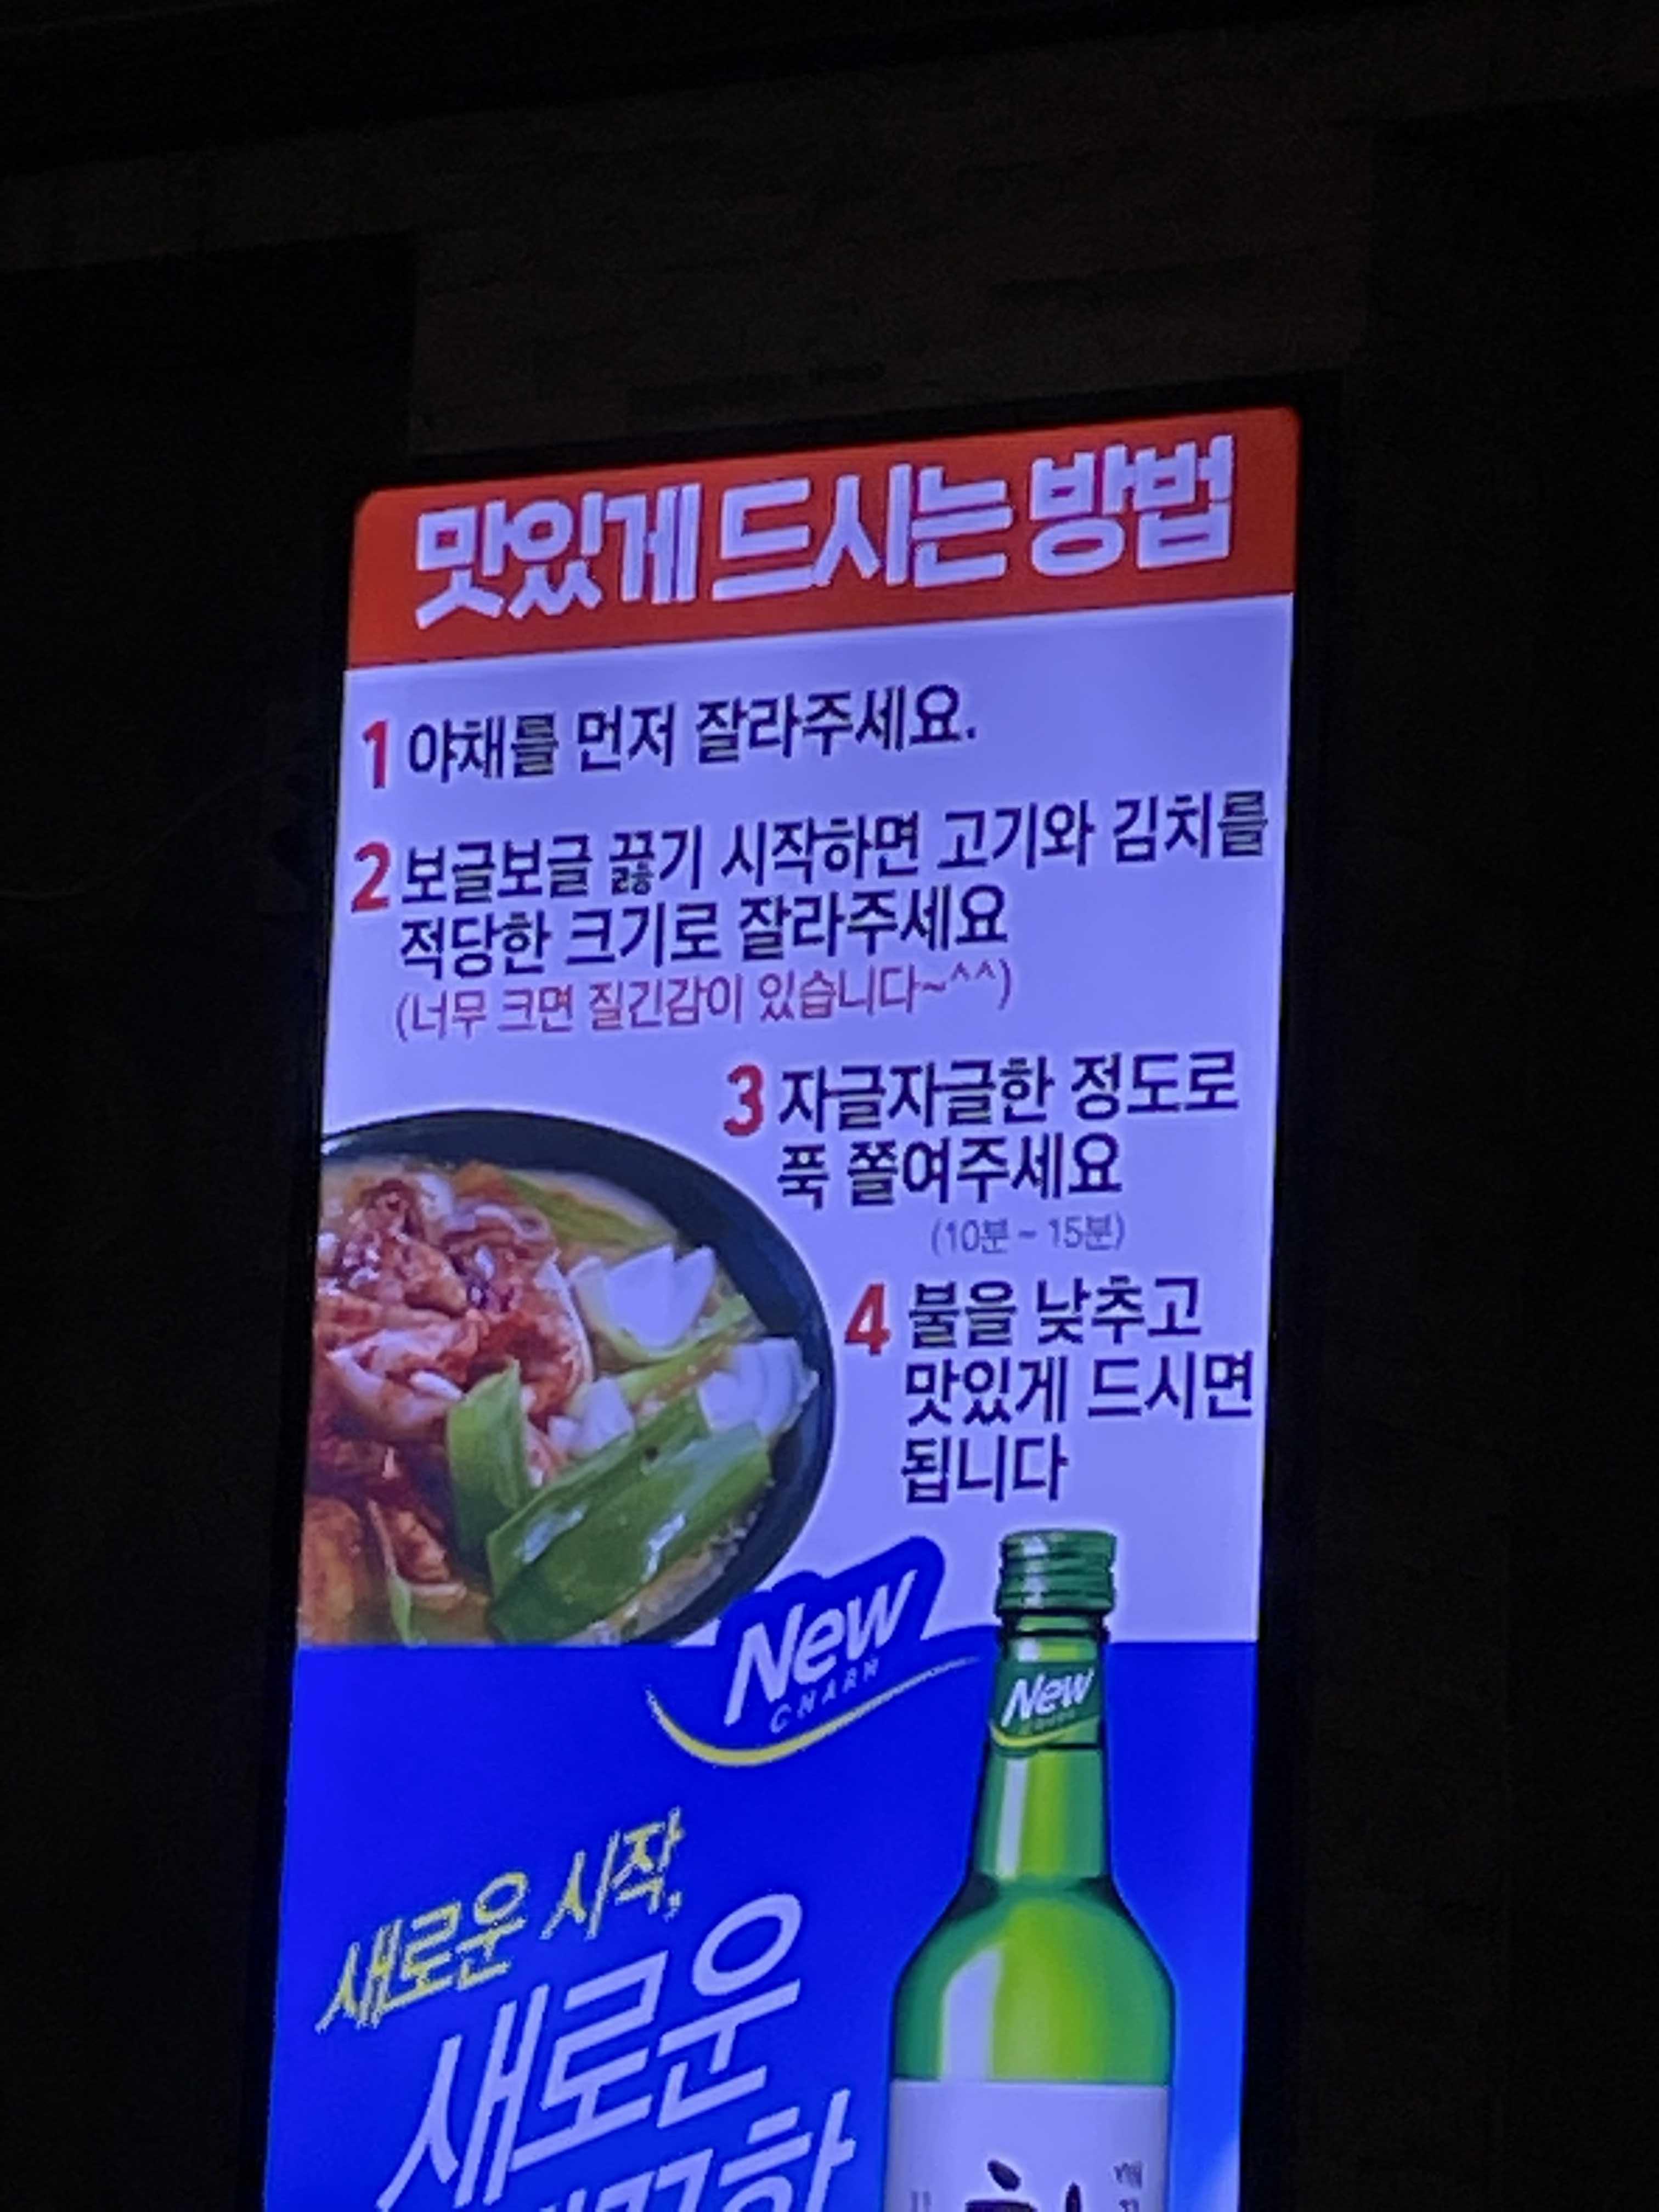 맛있게 드시는 방법
1 야채를 먼저 잘라주세요.
2 보글보글 끓기 시작하면 고기와 김치를
적당한 크기로 잘라주세요
(너무 크면 질긴감이 있습니다~^^)
3 자글자글한 정도로
푹 쫄여주세요
(10분 ~ 15분)
4 불을 낮추고
맛있게 드시면
됩니다
New
CHARM
New
새로운 시작,
새로운